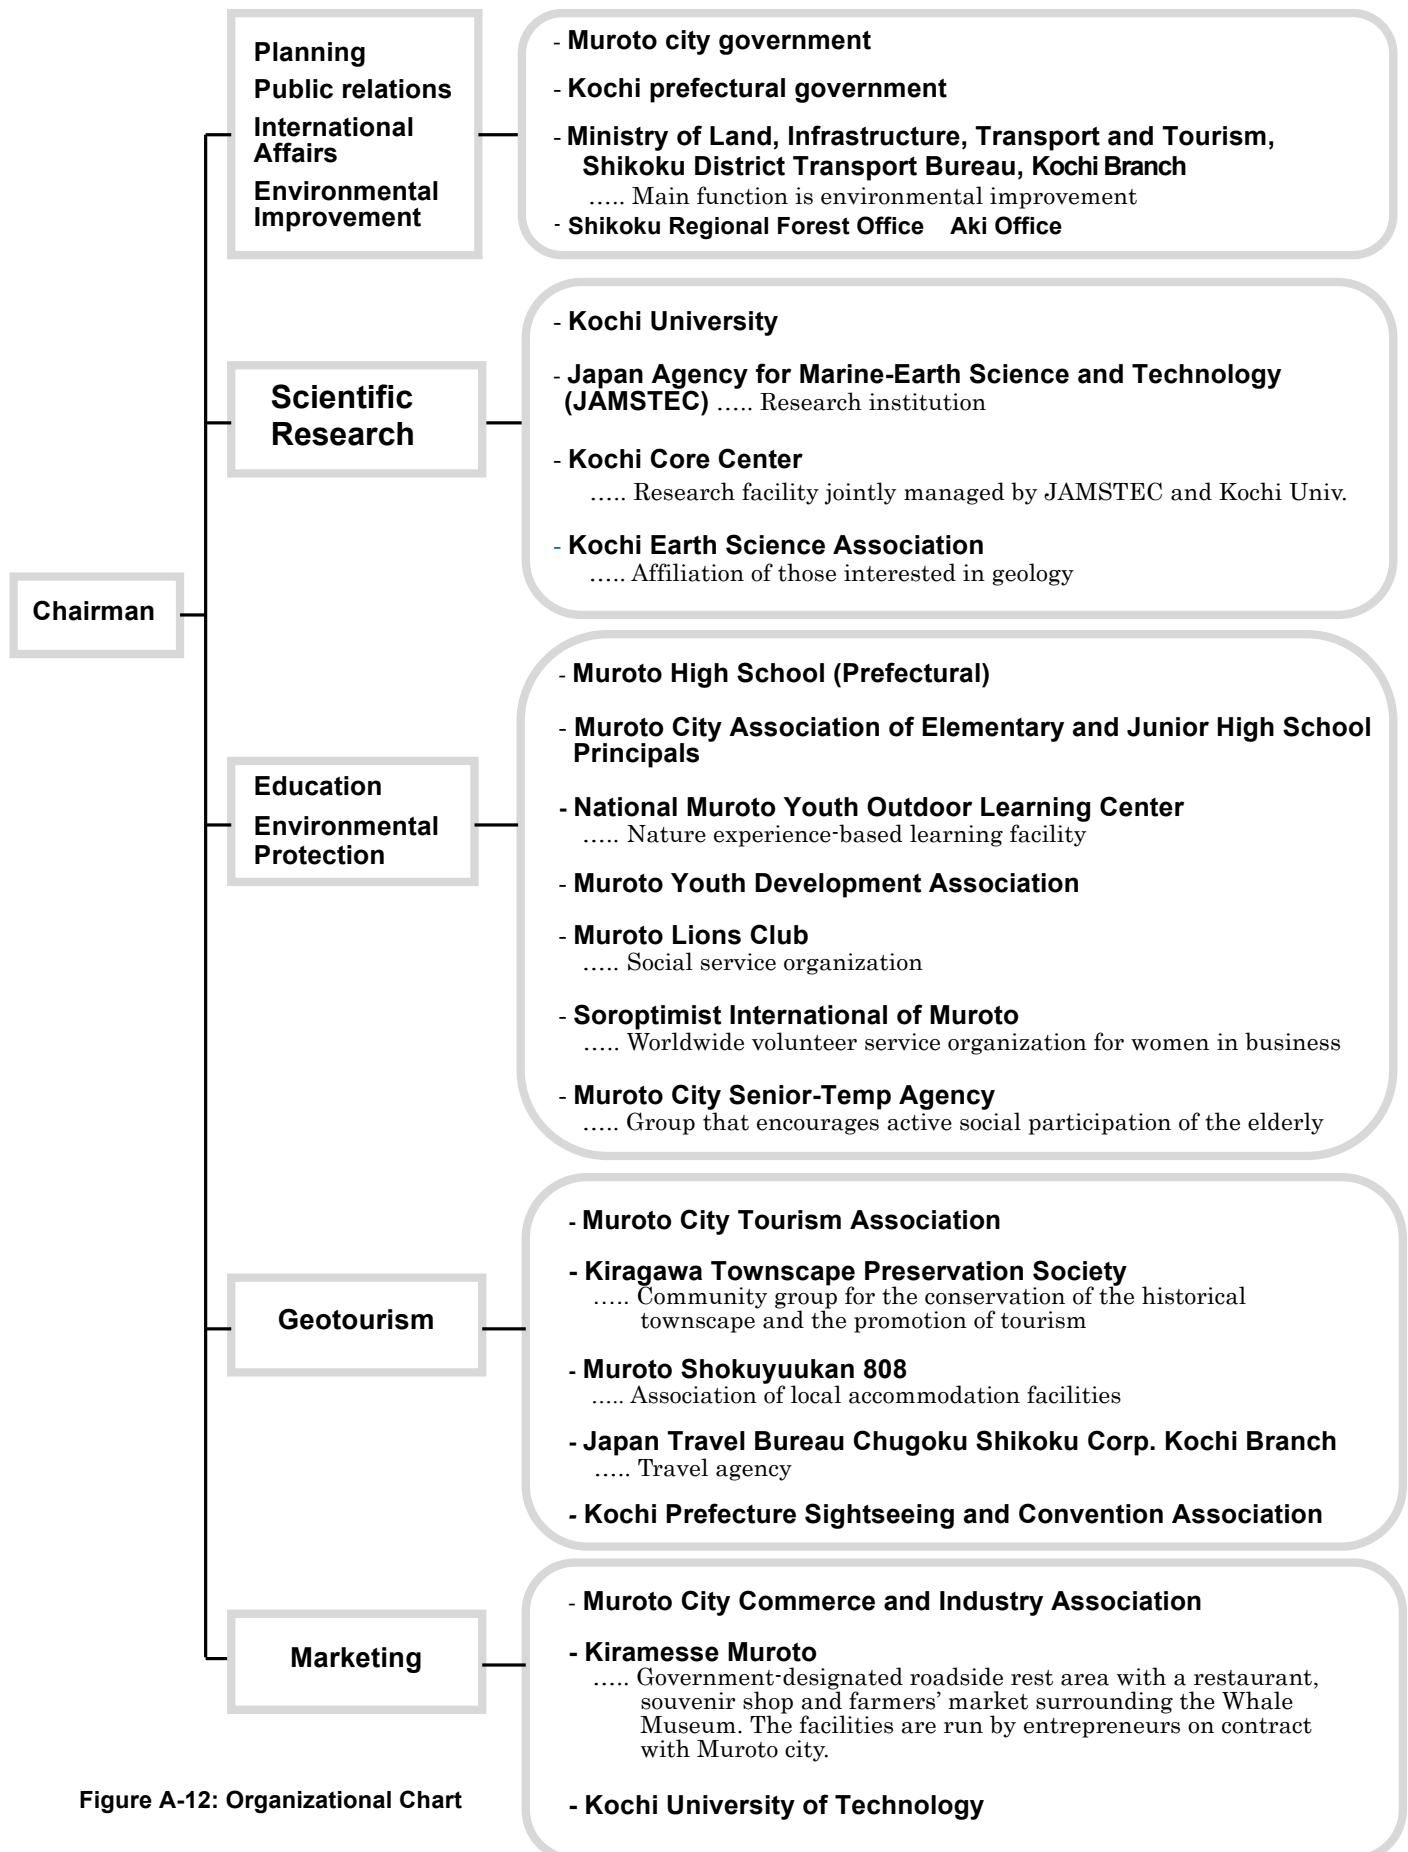 Planning
Public relations
International
Affairs
Environmental
Improvement
- Muroto city government
- Kochi prefectural government
- Ministry of Land, Infrastructure, Transport and Tourism,
Shikoku District Transport Bureau, Kochi Branch
….. Main function is environmental improvement
- Shikoku Regional Forest Office Aki Office
Scientific
Research
- Kochi University
- Japan Agency for Marine-Earth Science and Technology
(JAMSTEC) ….. Research institution
- Kochi Core Center
….. Research facility jointly managed by JAMSTEC and Kochi Univ.
- Kochi Earth Science Association
….. Affiliation of those interested in geology
Chairman
Education
Environmental
Protection
- Muroto High School (Prefectural)
- Muroto City Association of Elementary and Junior High School
Principals
- National Muroto Youth Outdoor Learning Center
….. Nature experience-based learning facility
- Muroto Youth Development Association
- Muroto Lions Club
….. Social service organization
- Soroptimist International of Muroto
….. Worldwide volunteer service organization for women in business
- Muroto City Senior-Temp Agency
….. Group that encourages active social participation of the elderly
Geotourism
- Muroto City Tourism Association
- Kiragawa Townscape Preservation Society
….. Community group for the conservation of the historical
townscape and the promotion of tourism
- Muroto Shokuyuukan 808
….. Association of local accommodation facilities
- Japan Travel Bureau Chugoku Shikoku Corp. Kochi Branch
….. Travel agency
- Kochi Prefecture Sightseeing and Convention Association
Marketing
- Muroto City Commerce and Industry Association
- Kiramesse Muroto
….. Government-designated roadside rest area with a restaurant,
souvenir shop and farmers’ market surrounding the Whale
Museum. The facilities are run by entrepreneurs on contract
with Muroto city.
- Kochi University of Technology
Figure A-12: Organizational Chart